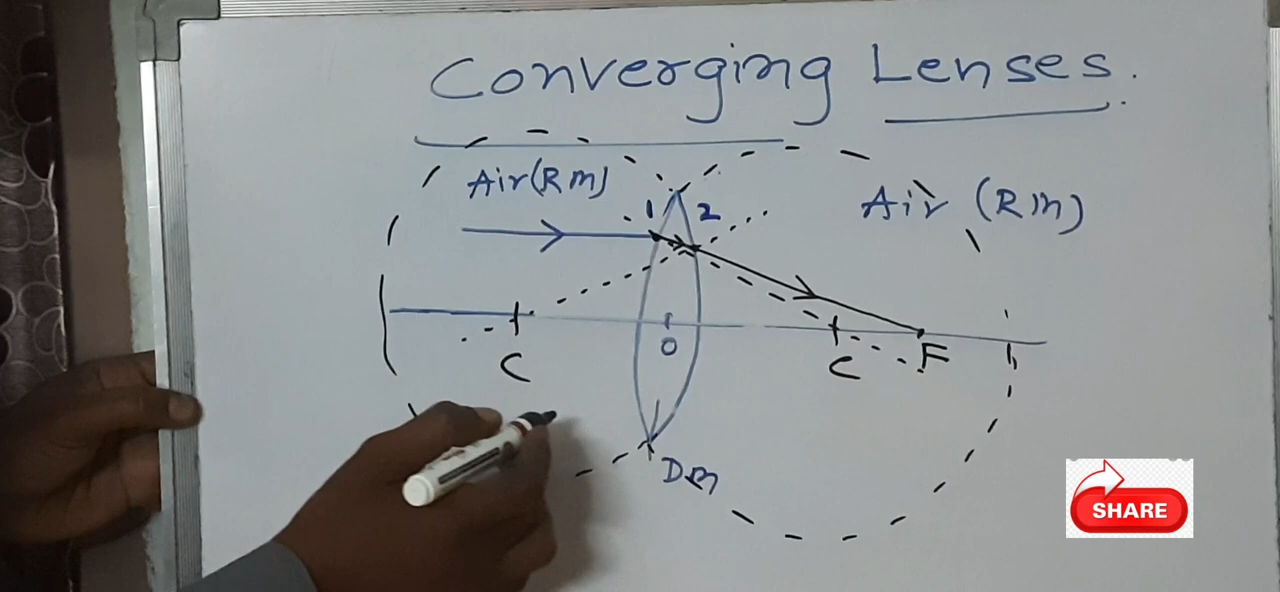 Converging Lenses.
Air(Rm)
Air (Rm)
1 2
C
O
C
F
Dm
SHARE